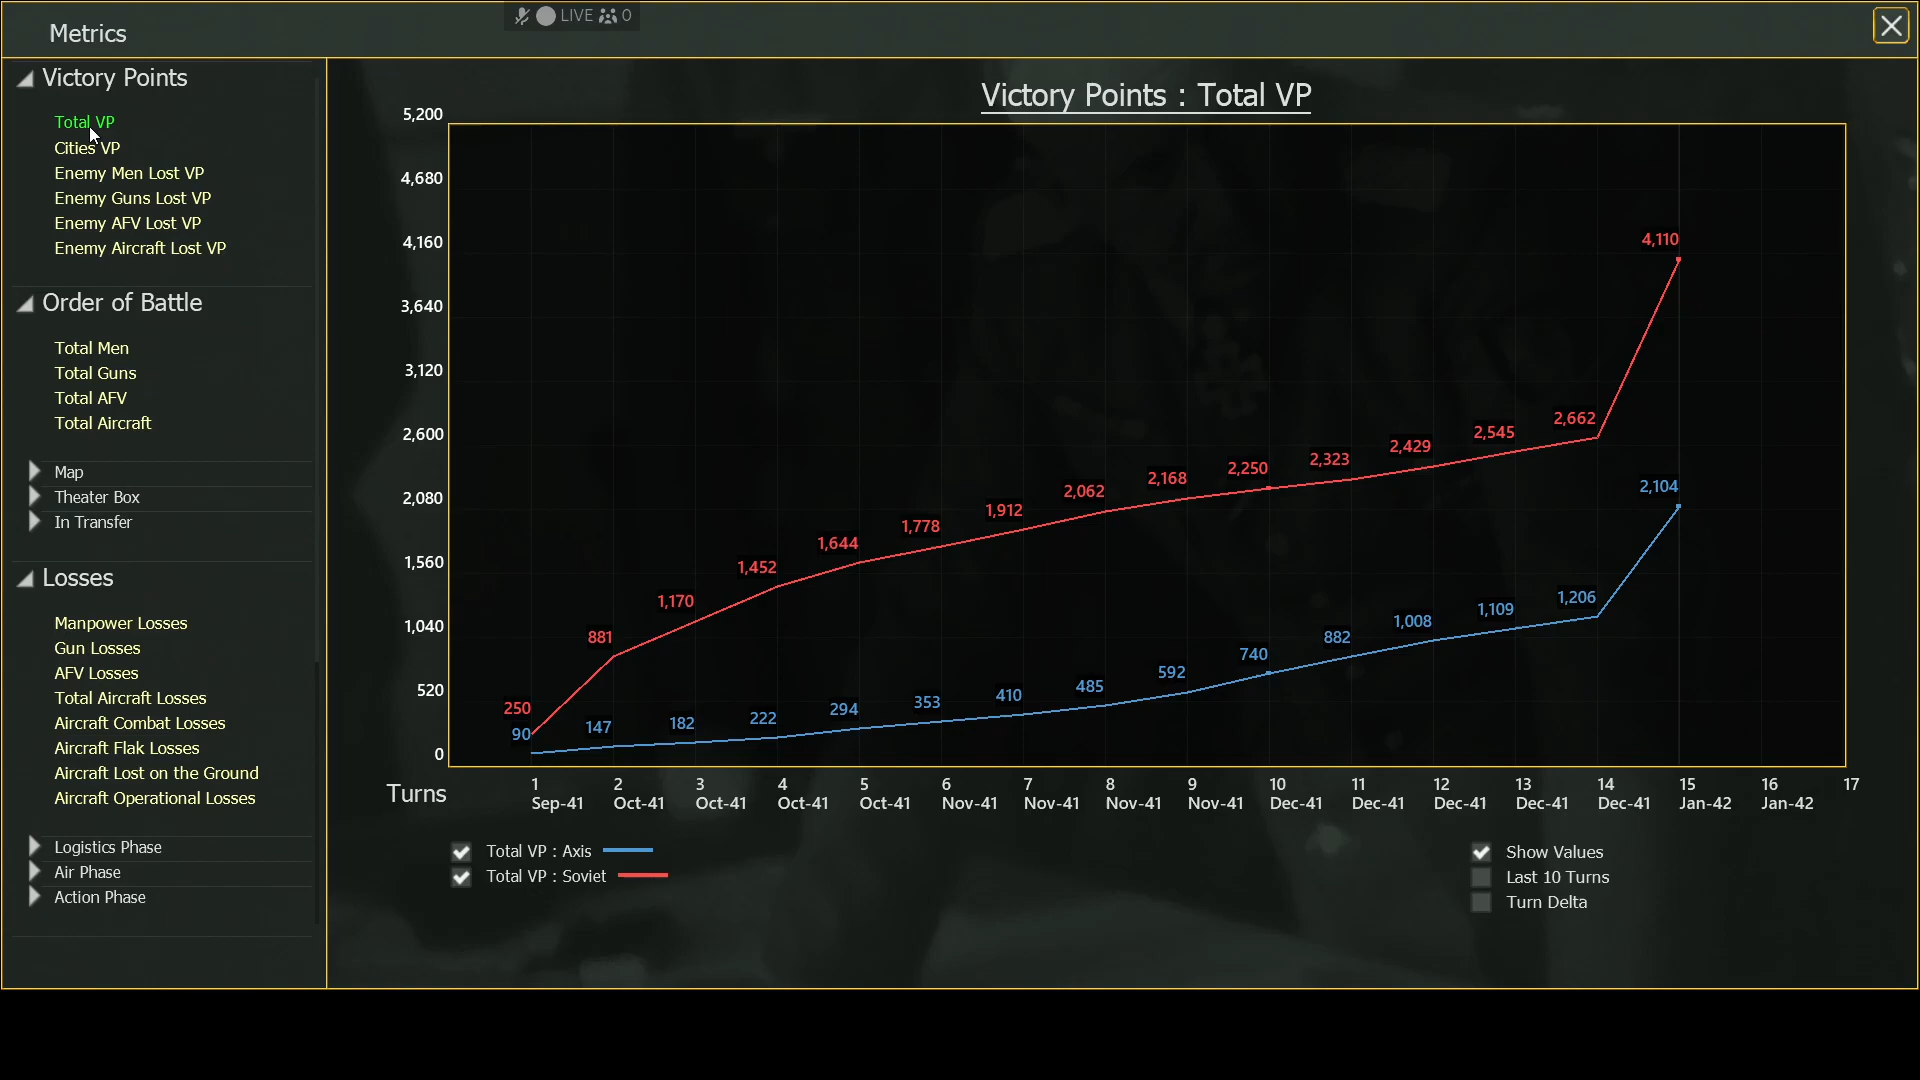 LIVE 0
Metrics
Victory Points
Total VP
Cities VP
Enemy Men Lost VP
Enemy Guns Lost VP
Enemy AFV Lost VP
Enemy Aircraft Lost VP
Order of Battle
Total Men
Total Guns
Total AFV
Total Aircraft
Map
Theater Box
In Transfer
Losses
Manpower Losses
Gun Losses
AFV Losses
Total Aircraft Losses
Aircraft Combat Losses
Aircraft Flak Losses
Aircraft Lost on the Ground
Aircraft Operational Losses
Logistics Phase
Air Phase
Action Phase
Victory Points : Total VP
5,200
4,680
4,160
3,640
3,120
2,600
2,080
1,560
1,040
520
0
250
881
1,170
1,452
1,644
1,778
1,912
2,062
2,168
2,250
2,323
2,429
2,545
2,662
4,110
90
147
182
222
294
353
410
485
592
740
882
1,008
1,109
1,206
2,104
Turns
1 2 3 4 5 6 7 8 9 10 11 12 13 14 15 16 17
Sep-41 Oct-41 Oct-41 Oct-41 Oct-41 Nov-41 Nov-41 Nov-41 Nov-41 Dec-41 Dec-41 Dec-41 Dec-41 Dec-41 Jan-42 Jan-42
Total VP : Axis
Total VP : Soviet
Show Values
Last 10 Turns
Turn Delta